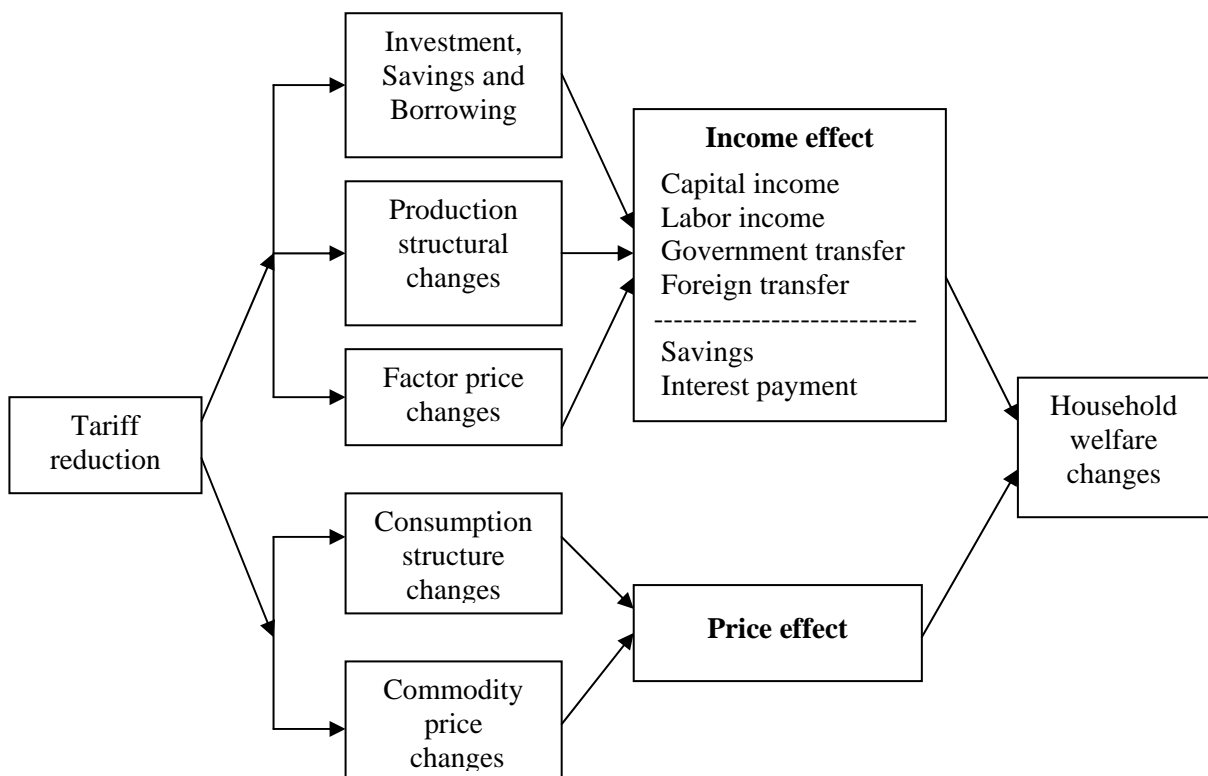 Tariff
reduction
Investment,
Savings and
Borrowing
Production
structural
changes
Factor price
changes
Consumption
structure
changes
Commodity
price
changes
Income effect
Capital income
Labor income
Government transfer
Foreign transfer
---------------------------
Savings
Interest payment
Price effect
Household
welfare
changes